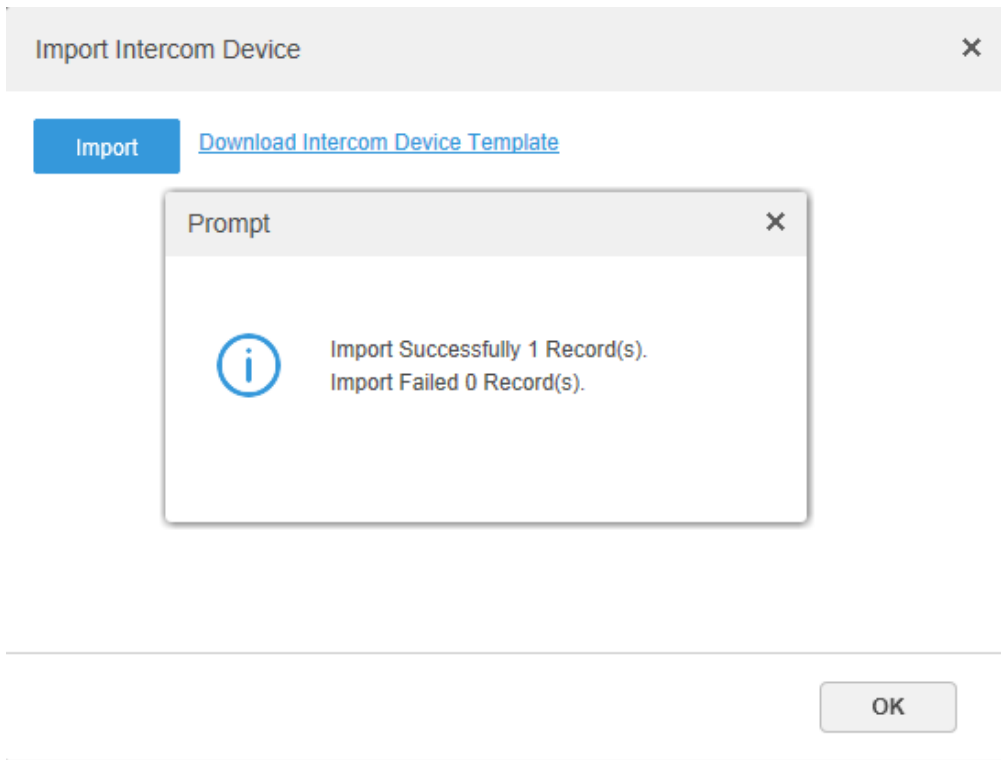 Import Intercom Device
Import
Download Intercom Device Template
Prompt
Import Successfully 1 Record(s).
Import Failed 0 Record(s).
OK